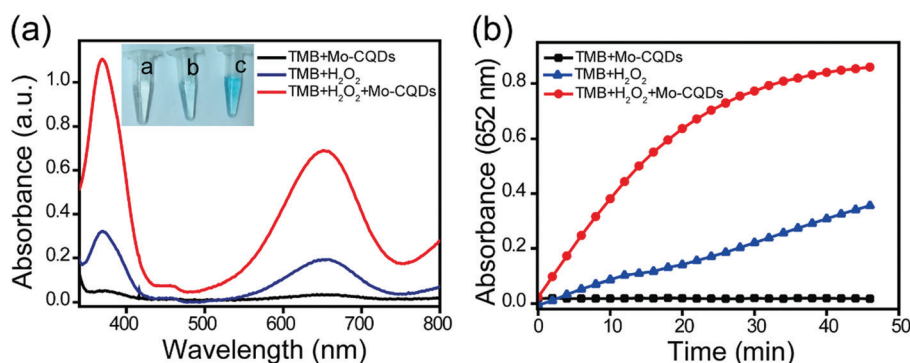 (a)
a b c
TMB+Mo-CQDs
TMB+H₂O₂
TMB+H₂O₂+Mo-CQDs
1.0
0.8
0.6
0.4
0.2
0.0
Absorbance (a.u.)
400 500 600 700 800
Wavelength (nm)
(b)
TMB+Mo-CQDs
TMB+H₂O₂
TMB+H₂O₂+Mo-CQDs
0.8
0.6
0.4
0.2
0.0
Absorbance (652 nm)
0 10 20 30 40 50
Time (min)